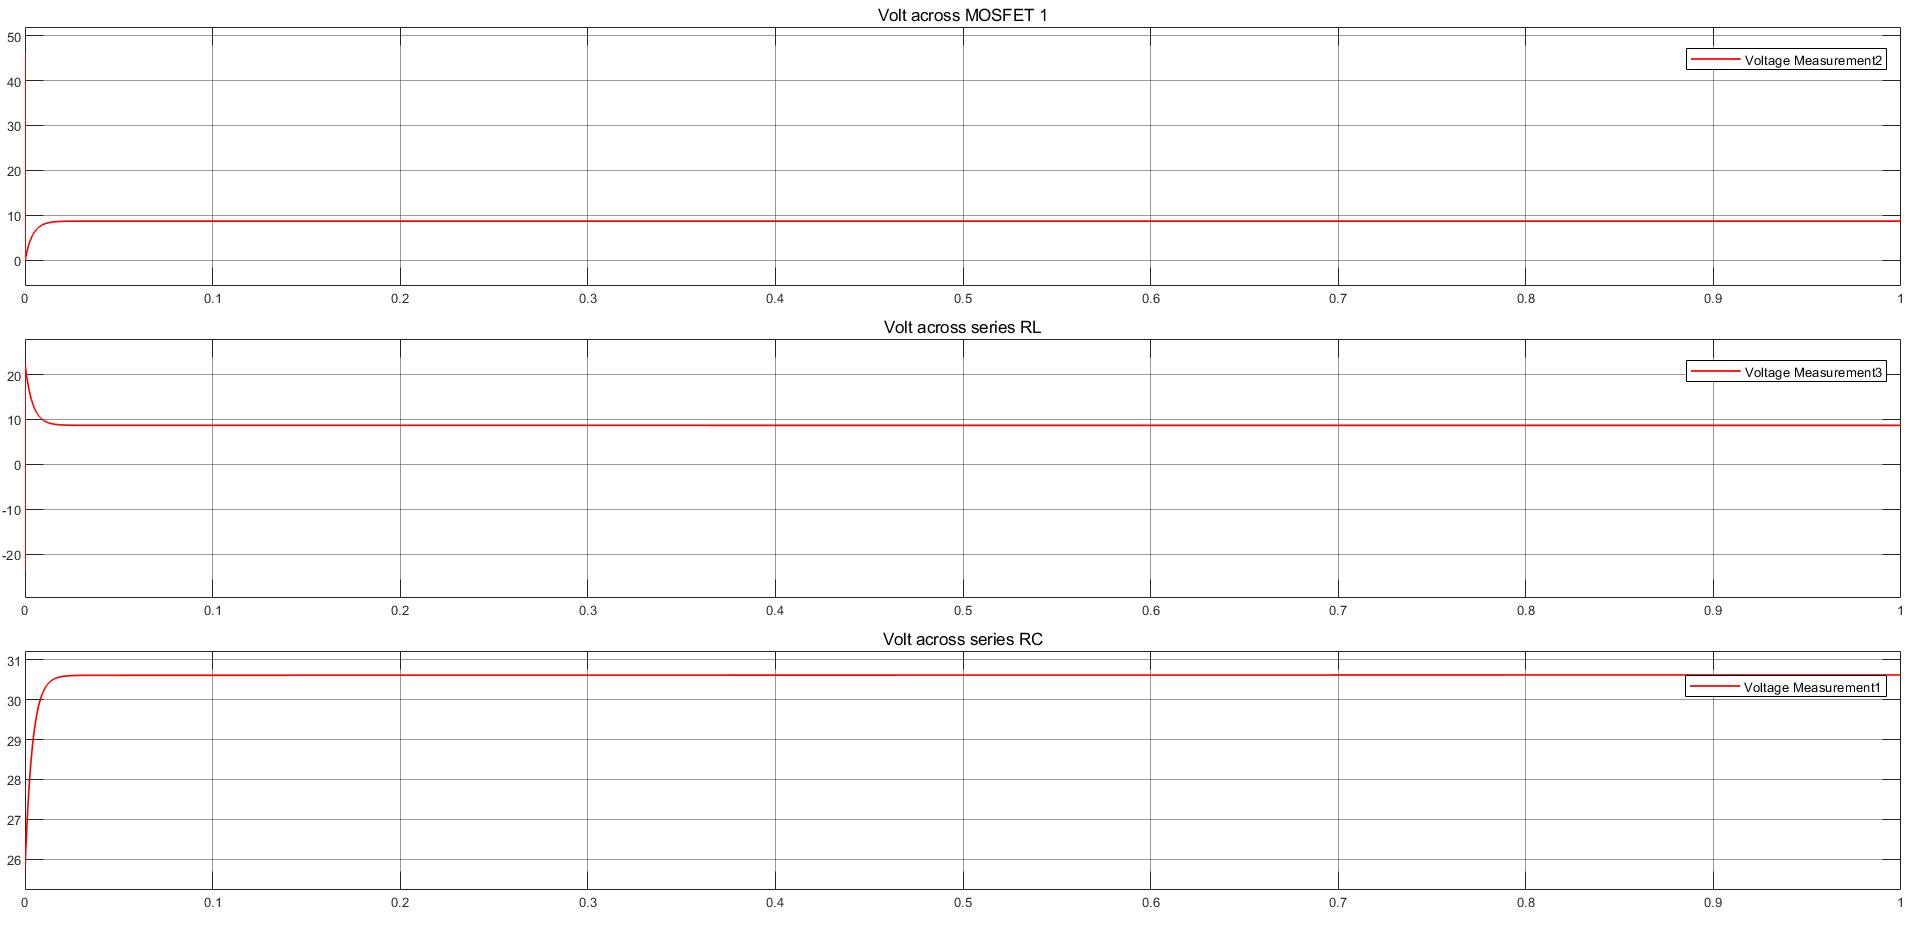 Volt across MOSFET 1
50
40
30
20
10
0
Voltage Measurement2
0 0.1 0.2 0.3 0.4 0.5 0.6 0.7 0.8 0.9 1
Volt across series RL
20
10
0
-10
-20
Voltage Measurement3
0 0.1 0.2 0.3 0.4 0.5 0.6 0.7 0.8 0.9 1
Volt across series RC
31
30
29
28
27
26
Voltage Measurement1
0 0.1 0.2 0.3 0.4 0.5 0.6 0.7 0.8 0.9 1